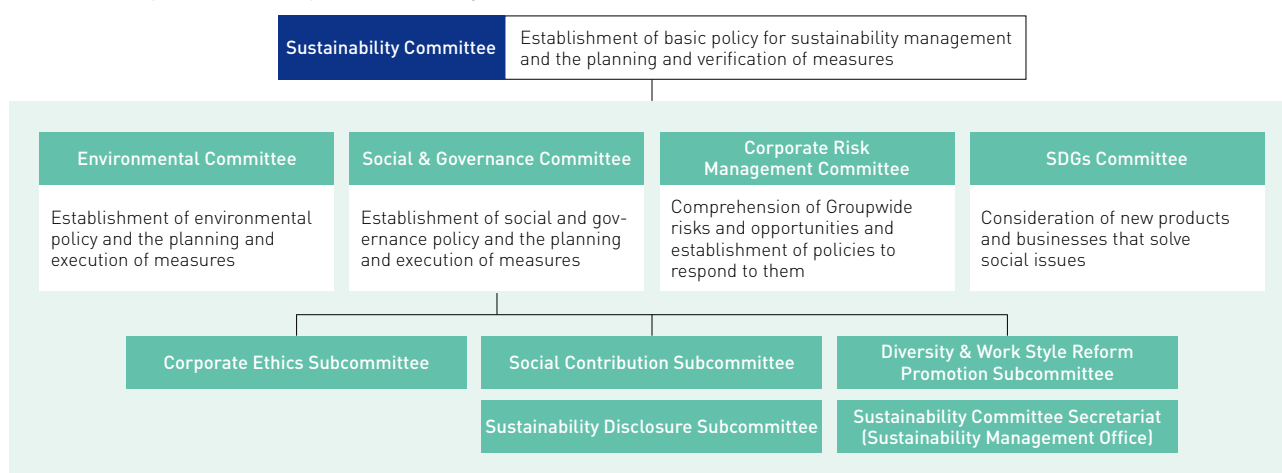 Sustainability Committee
Establishment of basic policy for sustainability management
and the planning and verification of measures
Environmental Committee
Establishment of environmental
policy and the planning and
execution of measures
Social & Governance Committee
Establishment of social and gov-
ernance policy and the planning
and execution of measures
Corporate Risk
Management Committee
Comprehension of Groupwide
risks and opportunities and
establishment of policies to
respond to them
SDGs Committee
Consideration of new products
and businesses that solve
social issues
Corporate Ethics Subcommittee
Social Contribution Subcommittee
Diversity & Work Style Reform
Promotion Subcommittee
Sustainability Disclosure Subcommittee
Sustainability Committee Secretariat
(Sustainability Management Office)